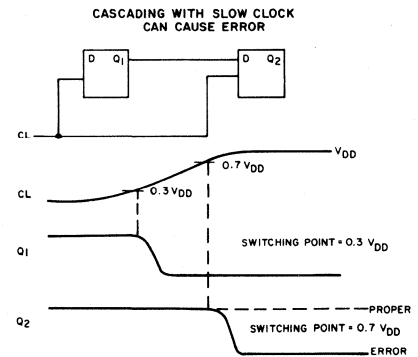 CASCADING WITH SLOW CLOCK
CAN CAUSE ERROR
D Q1
D Q2
CL
VDD
0.7 VDD
0.3 VDD
CL
Q1
SWITCHING POINT = 0.3 VDD
PROPER
Q2
SWITCHING POINT = 0.7 VDD
ERROR